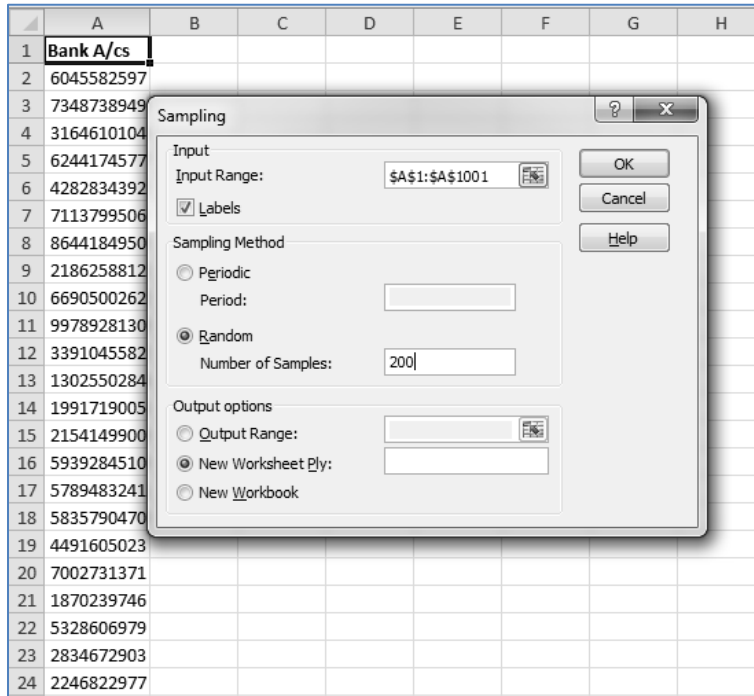 A B C D E F G H
1 Bank A/cs
2 6045582597
3 7348738949
4 3164610104
5 6244174577
6 4282834392
7 7113799506
8 8644184950
9 2186258812
10 6690500262
11 9978928130
12 3391045582
13 1302550284
14 1991719005
15 2154149900
16 5939284510
17 5789483241
18 5835790470
19 4491605023
20 7002731371
21 1870239746
22 5328606979
23 2834672903
24 2246822977
Sampling ? X
Input
Input Range: $A$1:$A$1001
Labels
Sampling Method
Periodic
Period:
Random
Number of Samples: 200
Output options
Output Range:
New Worksheet Ply:
New Workbook
OK
Cancel
Help